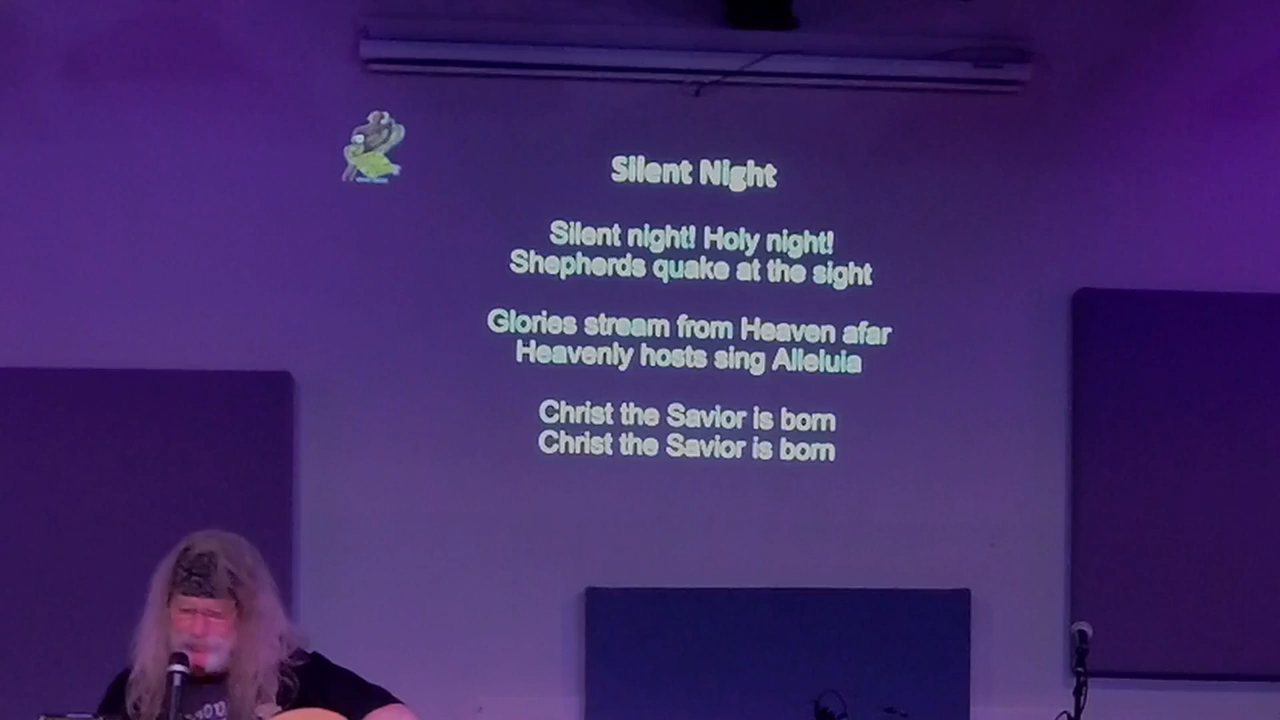 Silent Night
Silent night! Holy night!
Shepherds quake at the sight
Glories stream from Heaven afar
Heavenly hosts sing Alleluia
Christ the Savior is born
Christ the Savior is born